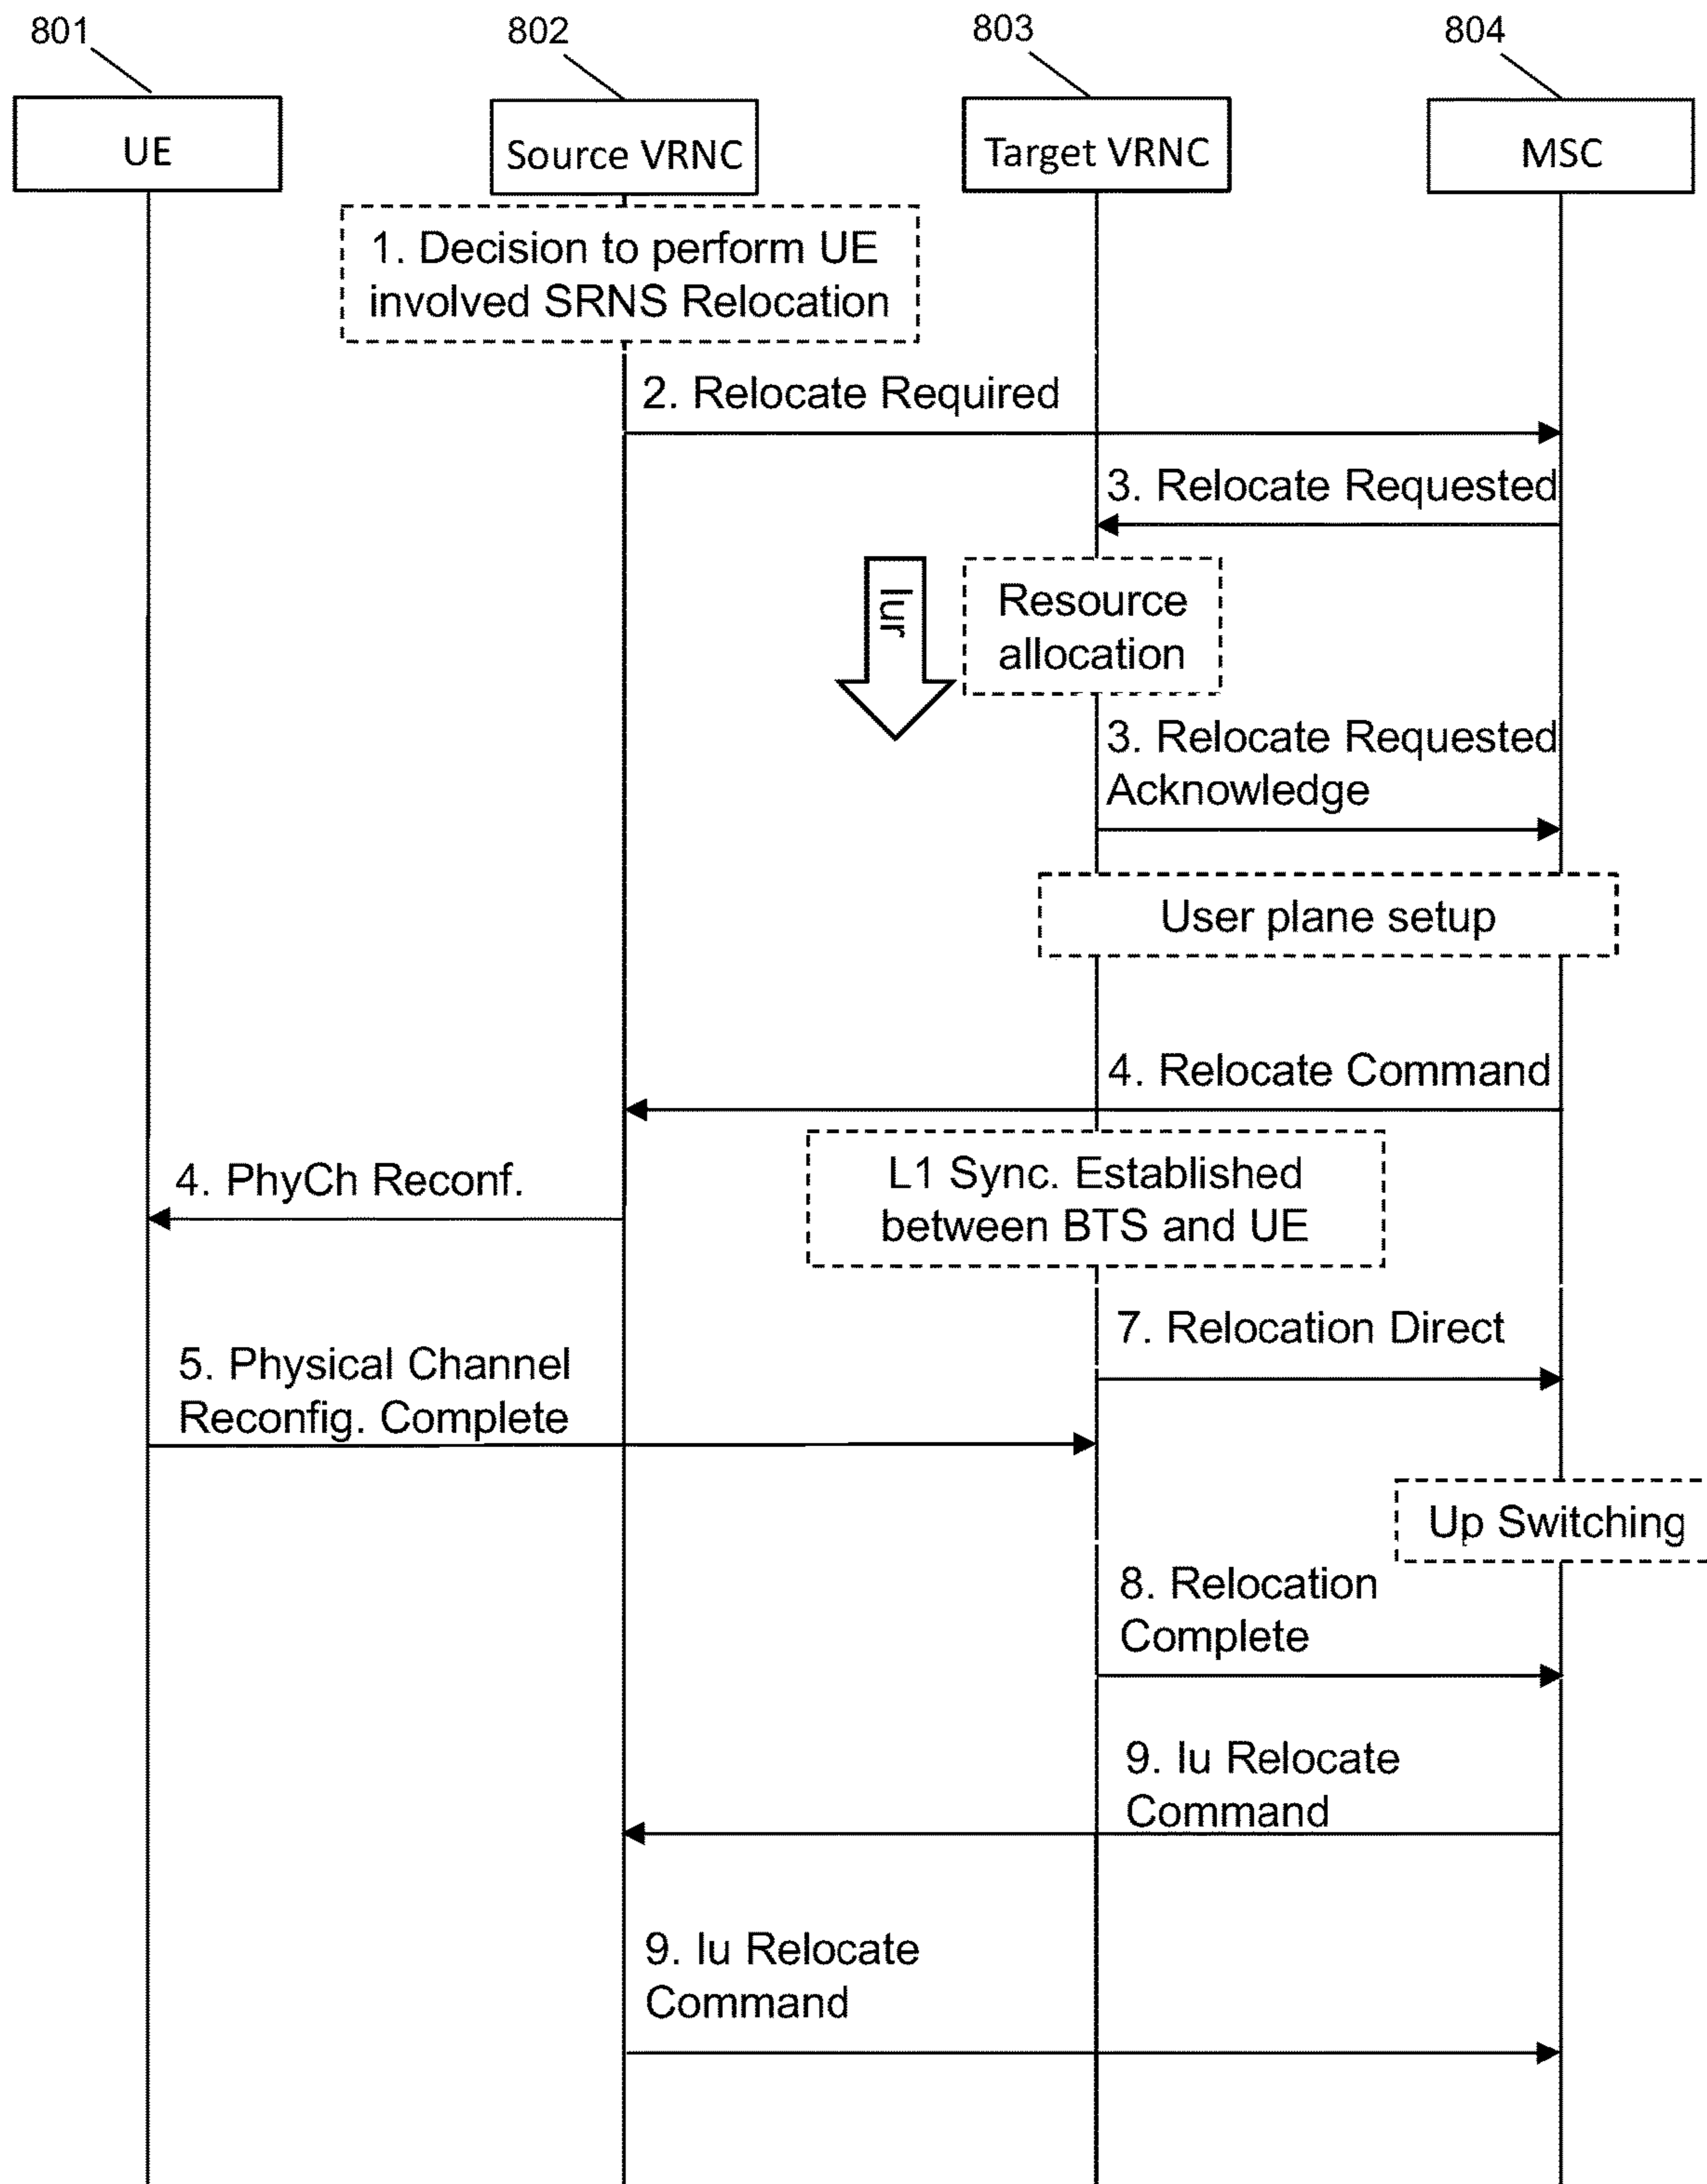 801
802
803
804
UE
Source VRNC
Target VRNC
MSC
1. Decision to perform UE
involved SRNS Relocation
2. Relocate Required
3. Relocate Requested
Iur
Resource
allocation
3. Relocate Requested
Acknowledge
User plane setup
4. Relocate Command
4. PhyCh Reconf.
L1 Sync. Established
between BTS and UE
7. Relocation Direct
5. Physical Channel
Reconfig. Complete
Up Switching
8. Relocation
Complete
9. Iu Relocate
Command
9. Iu Relocate
Command